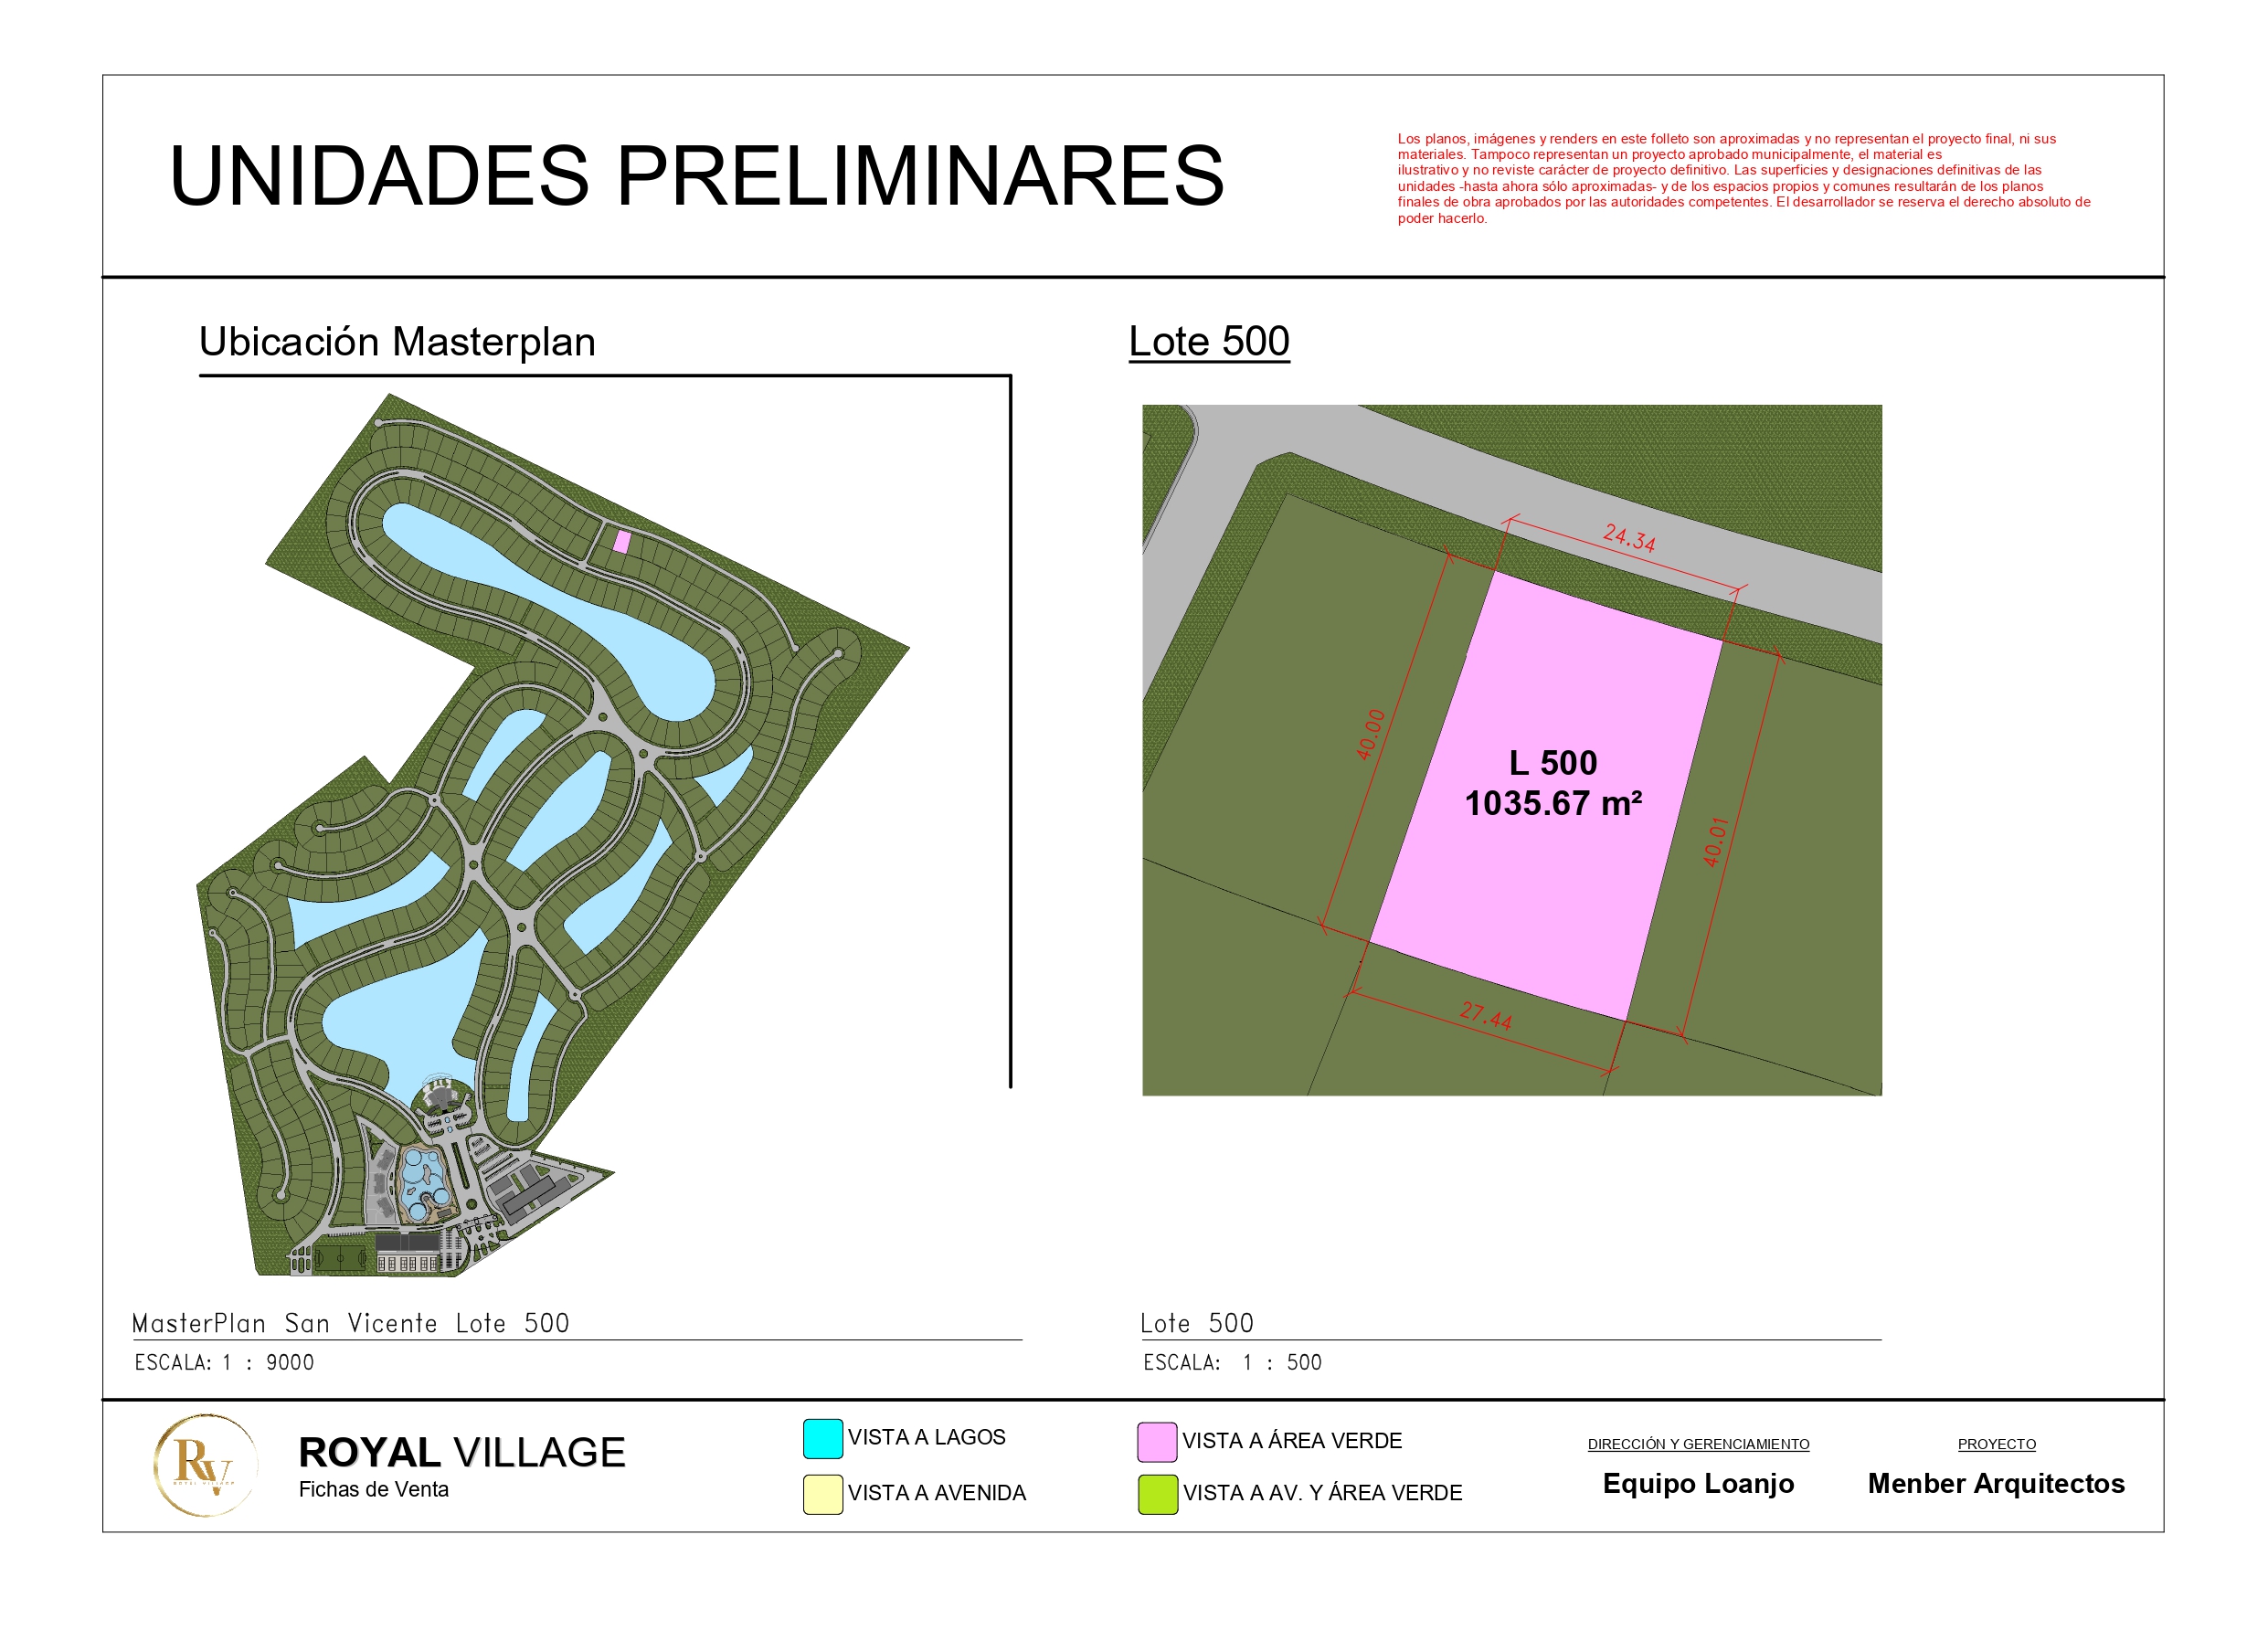 UNIDADES PRELIMINARES
Los planos, imágenes y renders en este folleto son aproximadas y no representan el proyecto final, ni sus
materiales. Tampoco representan un proyecto aprobado municipalmente, el material es
ilustrativo y no reviste carácter de proyecto definitivo. Las superficies y designaciones definitivas de las
unidades -hasta ahora sólo aproximadas- y de los espacios propios y comunes resultarán de los planos
finales de obra aprobados por las autoridades competentes. El desarrollador se reserva el derecho absoluto de
poder hacerlo.
Ubicación Masterplan
Lote 500
24.34
40.00
L 500
1035.67 m²
40.01
27.44
MasterPlan San Vicente Lote 500
ESCALA: 1 : 9000
Lote 500
ESCALA: 1 : 500
RV
ROYAL VILLAGE
ROYAL VILLAGE
Fichas de Venta
VISTA A LAGOS
VISTA A AVENIDA
VISTA A ÁREA VERDE
VISTA A AV. Y ÁREA VERDE
DIRECCIÓN Y GERENCIAMIENTO
Equipo Loanjo
PROYECTO
Menber Arquitectos